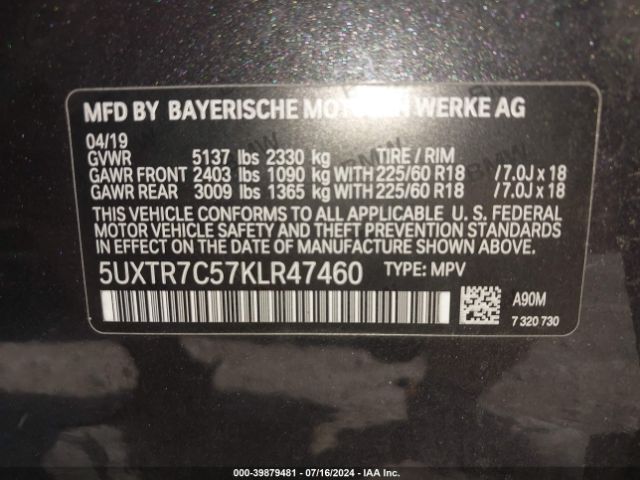 MFD BY BAYERISCHE MOTOREN WERKE AG
04/19
GVWR 5137 lbs 2330 kg TIRE / RIM
GAWR FRONT 2403 lbs 1090 kg WITH 225/60 R18 / 7.0J x 18
GAWR REAR 3009 lbs 1365 kg WITH 225/60 R18 / 7.0J x 18
THIS VEHICLE CONFORMS TO ALL APPLICABLE U. S. FEDERAL
MOTOR VEHICLE SAFETY AND THEFT PREVENTION STANDARDS
IN EFFECT ON THE DATE OF MANUFACTURE SHOWN ABOVE.
5UXTR7C57KLR47460 TYPE: MPV
A90M
7 320 730
000-39879481 - 07/16/2024 - IAA Inc.